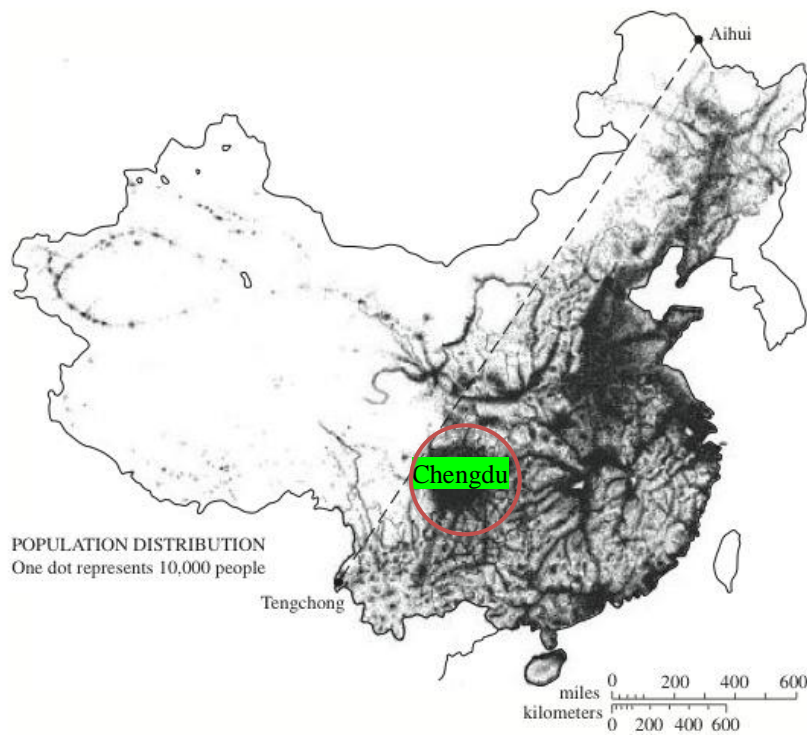 Aihui
Chengdu
POPULATION DISTRIBUTION
One dot represents 10,000 people
Tengchong
0 200 400 600
miles
kilometers
0 200 400 600